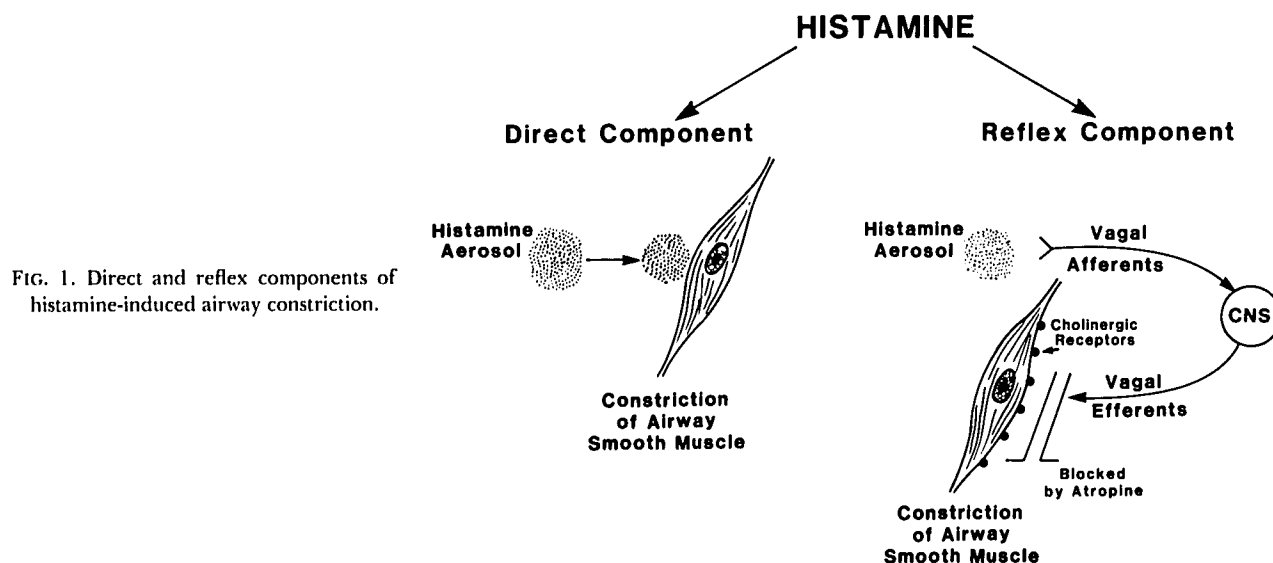 HISTAMINE
Direct Component
Histamine
Aerosol
Constriction
of Airway
Smooth Muscle
Reflex Component
Histamine
Aerosol
Vagal
Afferents
CNS
Cholinergic
Receptors
Vagal
Efferents
Blocked
by Atropine
Constriction
of Airway
Smooth Muscle
FIG. 1. Direct and reflex components of
histamine-induced airway constriction.